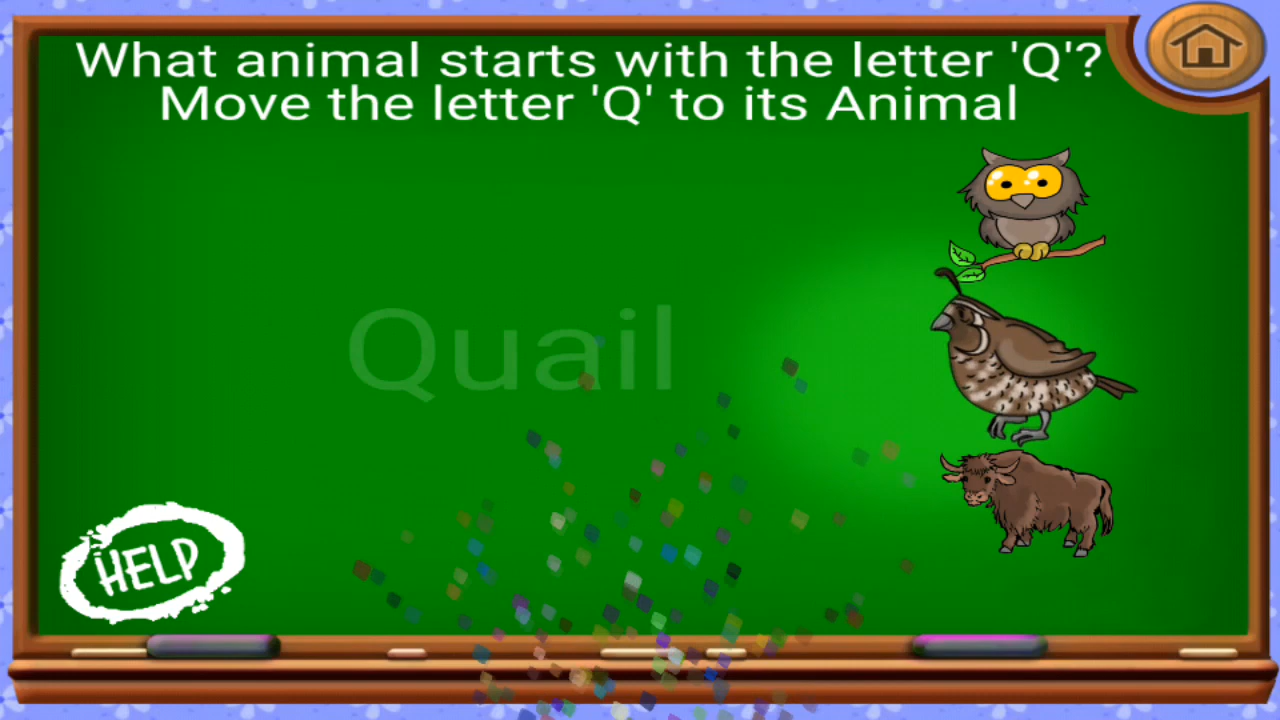 What animal starts with the letter 'Q'?
Move the letter 'Q' to its Animal
Quail
HELP